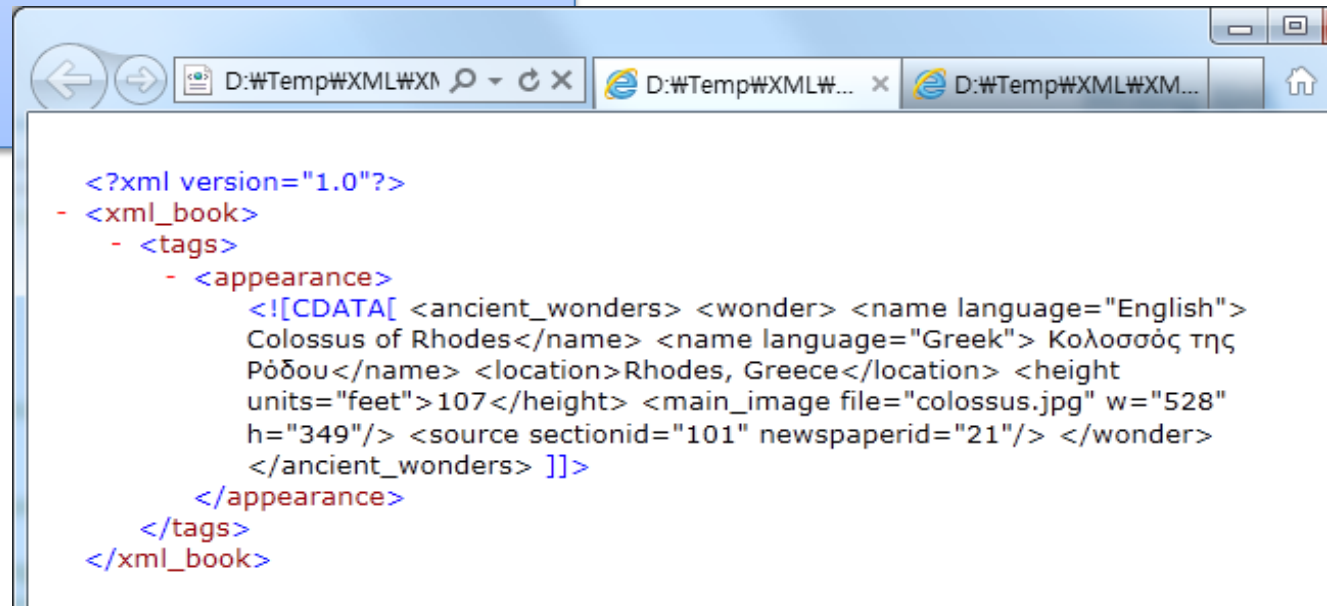 D:₩Temp₩XML₩XM
D:₩Temp₩XML₩...
D:₩Temp₩XML₩XM...
<?xml version="1.0"?>
- <xml_book>
- <tags>
- <appearance>
<![CDATA[ <ancient_wonders> <wonder> <name language="English">
Colossus of Rhodes</name> <name language="Greek"> Κολοσσός της
Ρόδου</name> <location>Rhodes, Greece</location> <height
units="feet">107</height> <main_image file="colossus.jpg" w="528"
h="349"/> <source sectionid="101" newspaperid="21"/> </wonder>
</ancient_wonders> ]]>
</appearance>
</tags>
</xml_book>